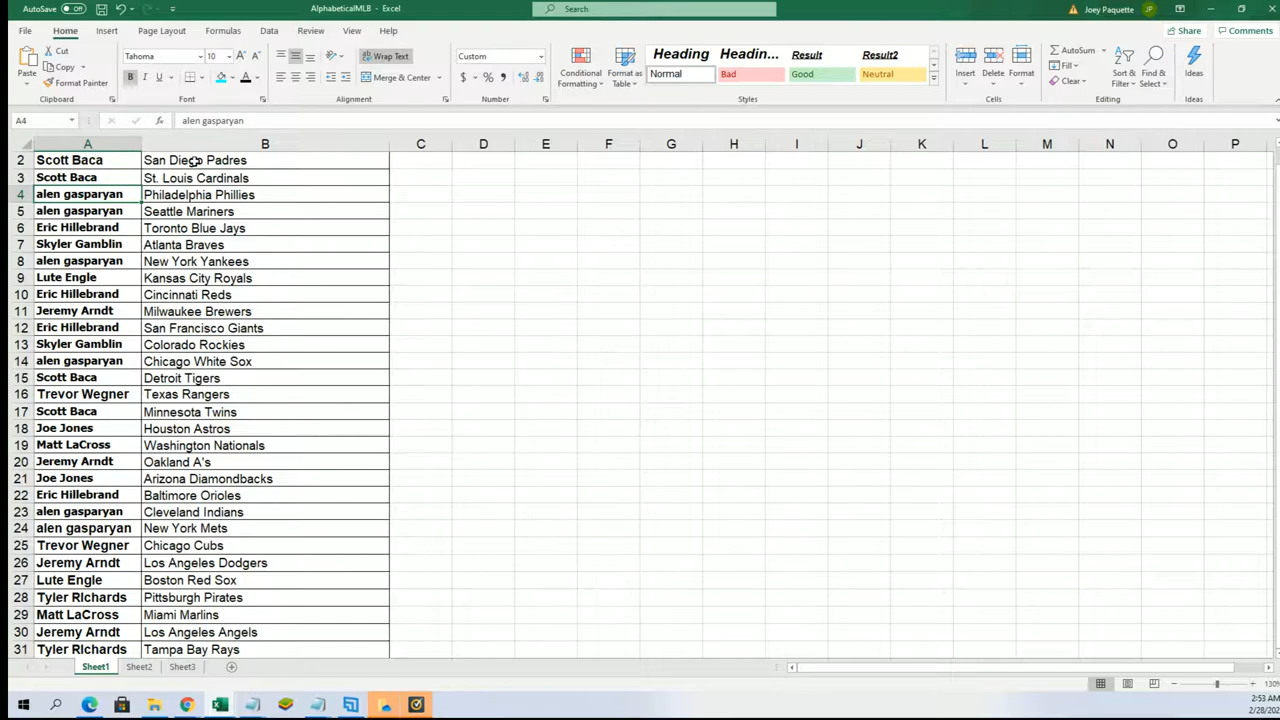 AutoSave Off AlphabeticalMLB - Excel Search Joey Paquette JP
File Home Insert Page Layout Formulas Data Review View Help Share Comments
Paste Cut Copy Format Painter Clipboard
Tahoma 10 B I U A Font
Wrap Text Merge & Center Alignment
Custom $ % Number
Conditional Formatting Format as Table
Heading Headin... Result Result2
Normal Bad Good Neutral
Styles
Insert Delete Format Cells
AutoSum Fill Clear Sort & Filter Find & Select Editing
Ideas Ideas
A4 fx alen gasparyan
A B C D E F G H I J K L M N O P
2 Scott Baca San Diego Padres
3 Scott Baca St. Louis Cardinals
4 alen gasparyan Philadelphia Phillies
5 alen gasparyan Seattle Mariners
6 Eric Hillebrand Toronto Blue Jays
7 Skyler Gamblin Atlanta Braves
8 alen gasparyan New York Yankees
9 Lute Engle Kansas City Royals
10 Eric Hillebrand Cincinnati Reds
11 Jeremy Arndt Milwaukee Brewers
12 Eric Hillebrand San Francisco Giants
13 Skyler Gamblin Colorado Rockies
14 alen gasparyan Chicago White Sox
15 Scott Baca Detroit Tigers
16 Trevor Wegner Texas Rangers
17 Scott Baca Minnesota Twins
18 Joe Jones Houston Astros
19 Matt LaCross Washington Nationals
20 Jeremy Arndt Oakland A's
21 Joe Jones Arizona Diamondbacks
22 Eric Hillebrand Baltimore Orioles
23 alen gasparyan Cleveland Indians
24 alen gasparyan New York Mets
25 Trevor Wegner Chicago Cubs
26 Jeremy Arndt Los Angeles Dodgers
27 Lute Engle Boston Red Sox
28 Tyler RIchards Pittsburgh Pirates
29 Matt LaCross Miami Marlins
30 Jeremy Arndt Los Angeles Angels
31 Tyler RIchards Tampa Bay Rays
Sheet1 Sheet2 Sheet3
130%
2:53 AM
2/28/202